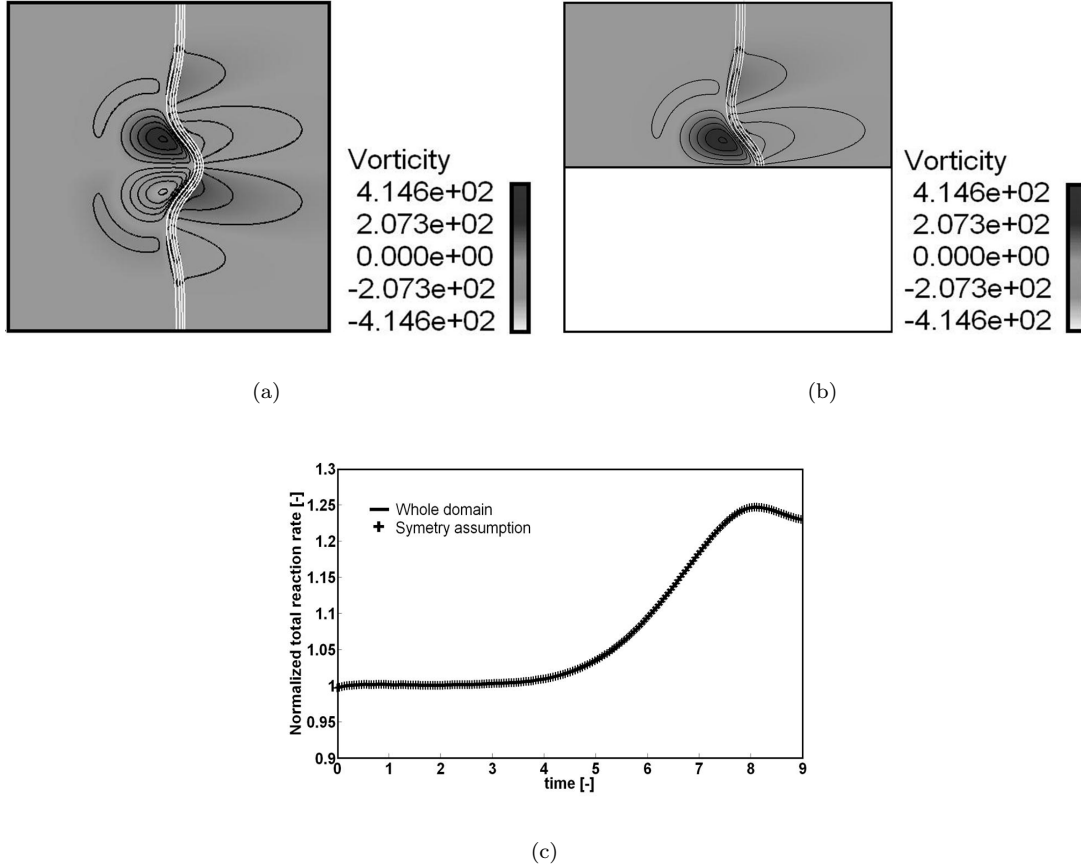 Vorticity
4.146e+02
2.073e+02
0.000e+00
-2.073e+02
-4.146e+02
(a)
Vorticity
4.146e+02
2.073e+02
0.000e+00
-2.073e+02
-4.146e+02
(b)
Normalized total reaction rate [-]
1.3
1.25
1.2
1.15
1.1
1.05
1
0.95
0.9
Whole domain
Symetry assumption
0 1 2 3 4 5 6 7 8 9
time [-]
(c)